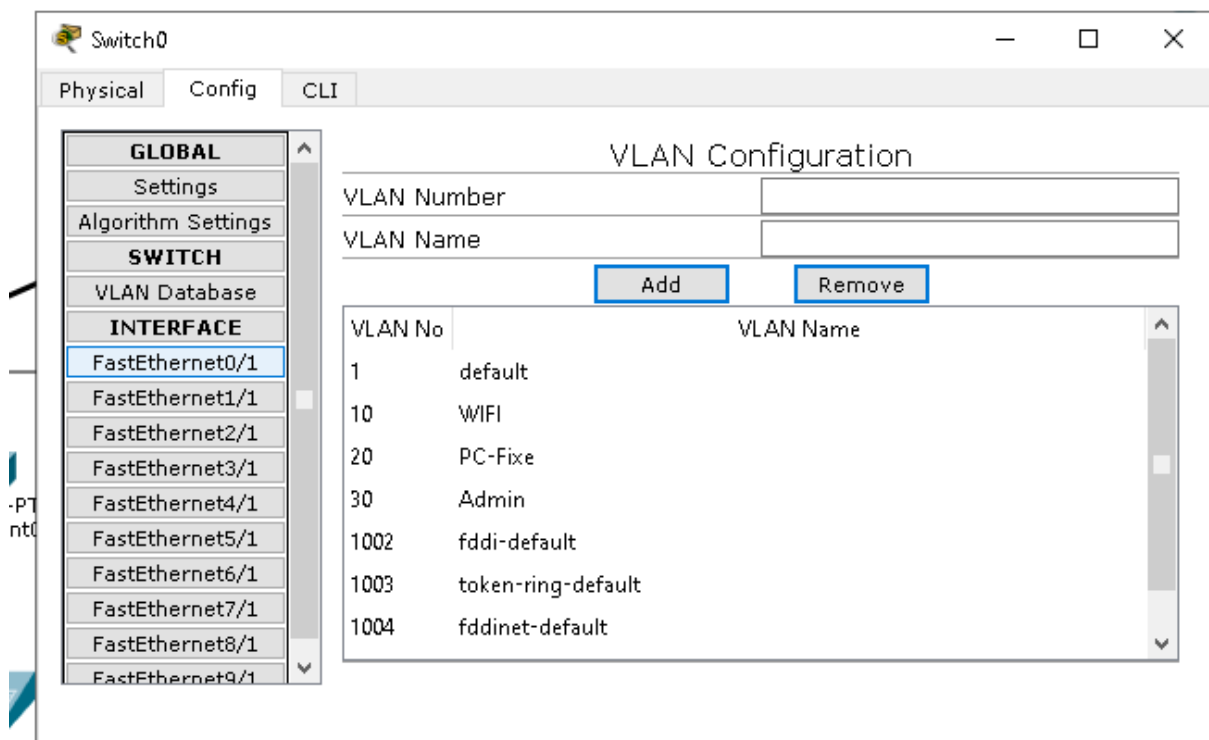 Switch0
Physical Config CLI
GLOBAL
Settings
Algorithm Settings
SWITCH
VLAN Database
INTERFACE
FastEthernet0/1
FastEthernet1/1
FastEthernet2/1
FastEthernet3/1
FastEthernet4/1
FastEthernet5/1
FastEthernet6/1
FastEthernet7/1
FastEthernet8/1
FastEthernet9/1
VLAN Configuration
VLAN Number
VLAN Name
Add Remove
VLAN No VLAN Name
1 default
10 WIFI
20 PC-Fixe
30 Admin
1002 fddi-default
1003 token-ring-default
1004 fddinet-default
-PT